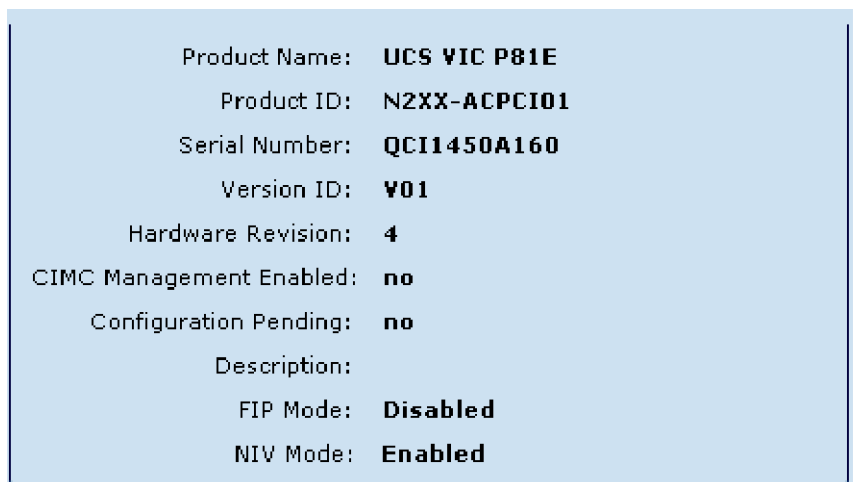 Product Name: UCS VIC P81E
Product ID: N2XX-ACPCI01
Serial Number: QCI1450A160
Version ID: V01
Hardware Revision: 4
CIMC Management Enabled: no
Configuration Pending: no
Description:
FIP Mode: Disabled
NIV Mode: Enabled